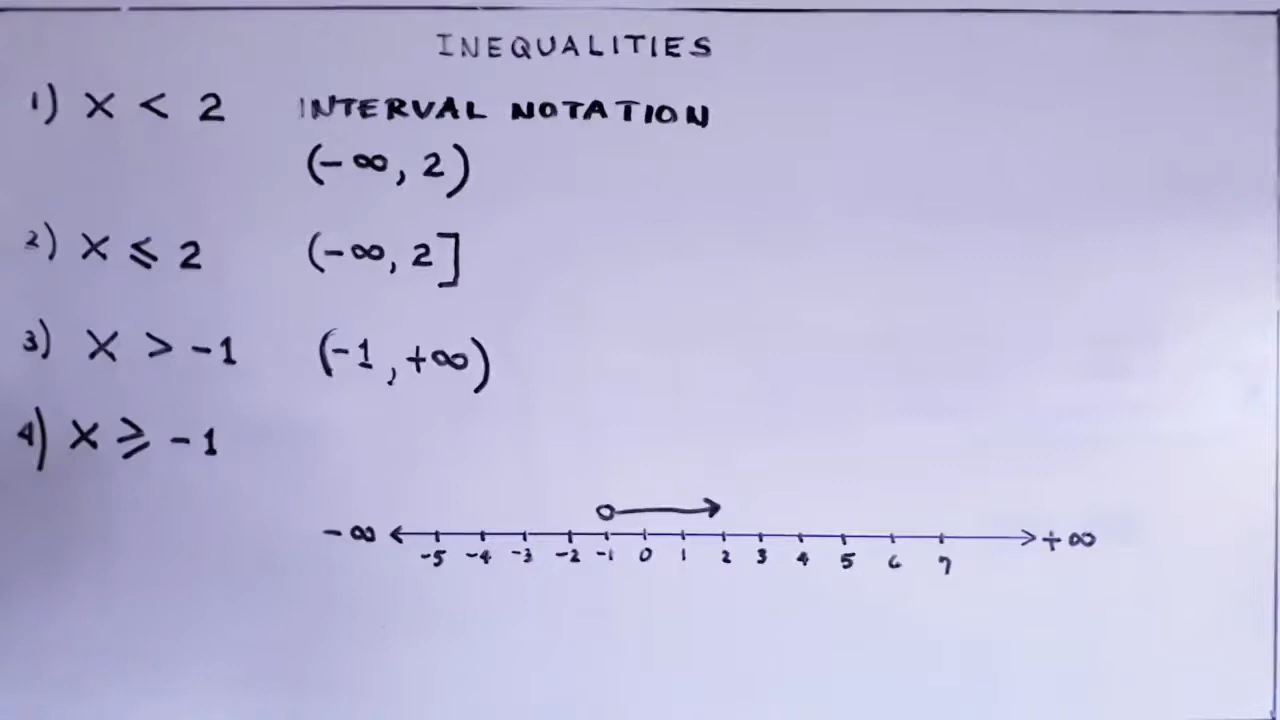 INEQUALITIES
1) x < 2 INTERVAL NOTATION
(-∞, 2)
2) x ≤ 2 (-∞, 2]
3) x > -1 (-1, +∞)
4) x ≥ -1
-∞ +∞
-5 -4 -3 -2 -1 0 1 2 3 4 5 6 7